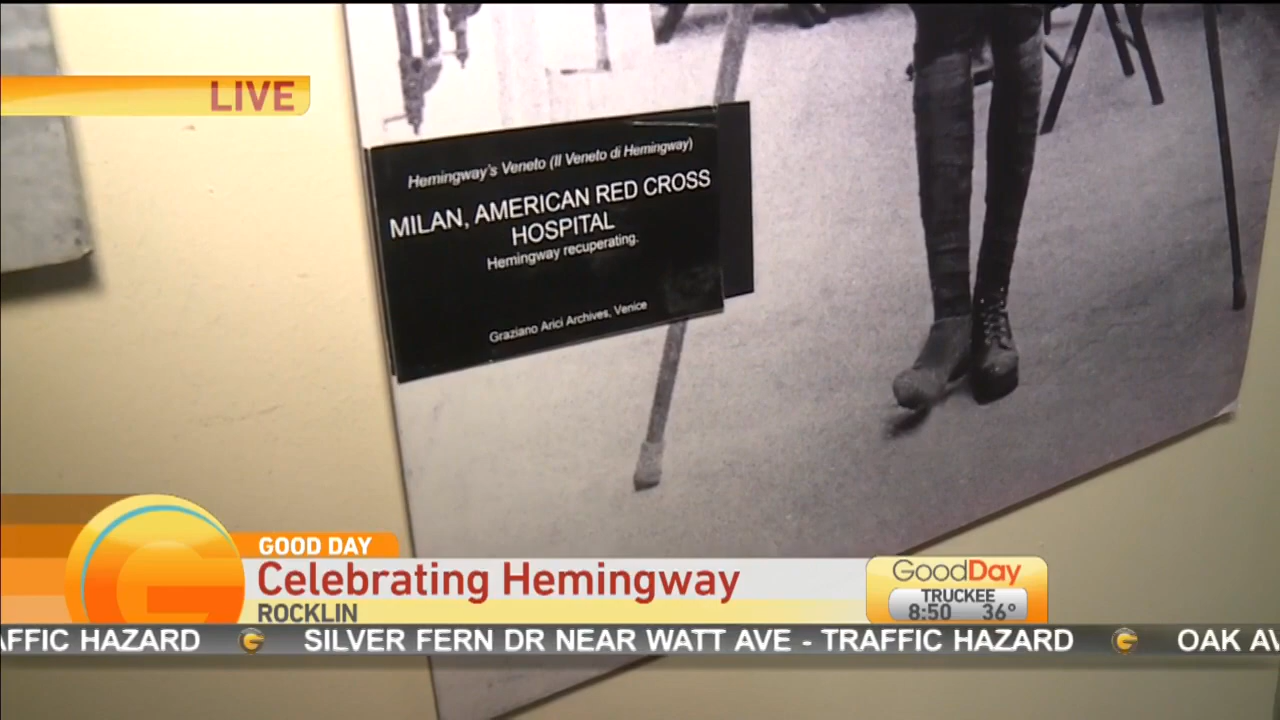 LIVE
Hemingway's Veneto (Il Veneto di Hemingway)
MILAN, AMERICAN RED CROSS
HOSPITAL
Hemingway recuperating.
Graziano Arici Archives, Venice
GOOD DAY
Celebrating Hemingway
ROCKLIN
GoodDay
TRUCKEE
8:50 36°
AFFIC HAZARD G SILVER FERN DR NEAR WATT AVE - TRAFFIC HAZARD G OAK AV